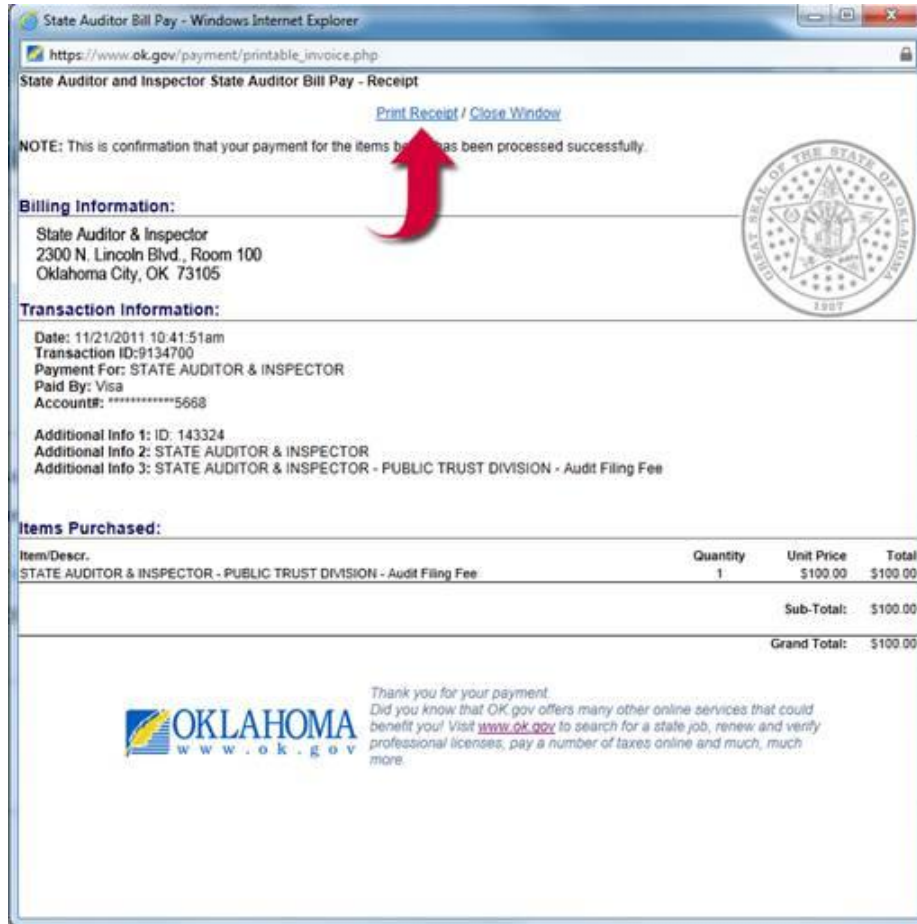 State Auditor Bill Pay - Windows Internet Explorer
https://www.ok.gov/payment/printable_invoice.php
State Auditor and Inspector State Auditor Bill Pay - Receipt
Print Receipt / Close Window
NOTE: This is confirmation that your payment for the items has been processed successfully.
GREAT SEAL OF THE STATE OF OKLAHOMA
1907
Billing Information:
State Auditor & Inspector
2300 N. Lincoln Blvd., Room 100
Oklahoma City, OK 73105
Transaction Information:
Date: 11/21/2011 10:41:51am
Transaction ID:9134700
Payment For: STATE AUDITOR & INSPECTOR
Paid By: Visa
Account#: ************5668
Additional Info 1: ID: 143324
Additional Info 2: STATE AUDITOR & INSPECTOR
Additional Info 3: STATE AUDITOR & INSPECTOR - PUBLIC TRUST DIVISION - Audit Filing Fee
Items Purchased:
Item/Descr. Quantity Unit Price Total
STATE AUDITOR & INSPECTOR - PUBLIC TRUST DIVISION - Audit Filing Fee 1 $100.00 $100.00
Sub-Total: $100.00
Grand Total: $100.00
Thank you for your payment.
Did you know that OK.gov offers many other online services that could
benefit you! Visit www.ok.gov to search for a state job, renew and verify
professional licenses, pay a number of taxes online and much, much
more.
OKLAHOMA
www.ok.gov